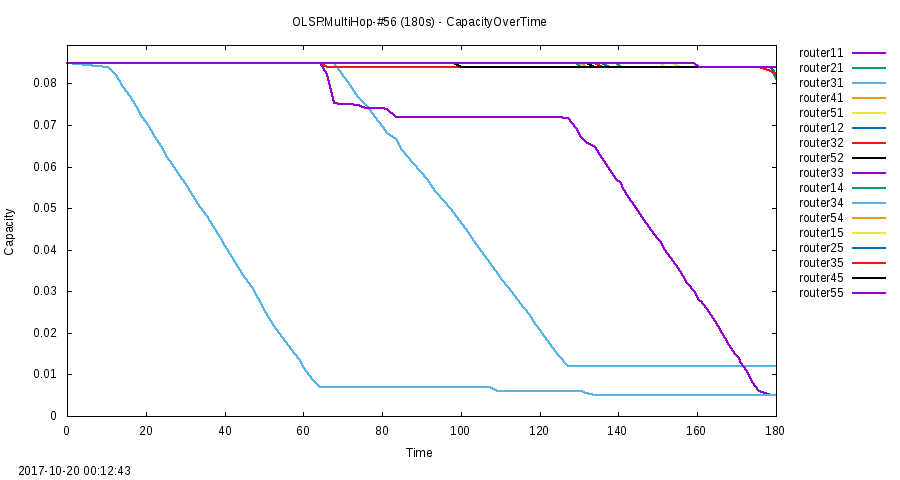 OLSRMultiHop-#56 (180s) - CapacityOverTime
router11
router21
router31
router41
router51
router12
router32
router52
router33
router14
router34
router54
router15
router25
router35
router45
router55
0.08
0.07
0.06
0.05
0.04
0.03
0.02
0.01
0
Capacity
0 20 40 60 80 100 120 140 160 180
Time
2017-10-20 00:12:43